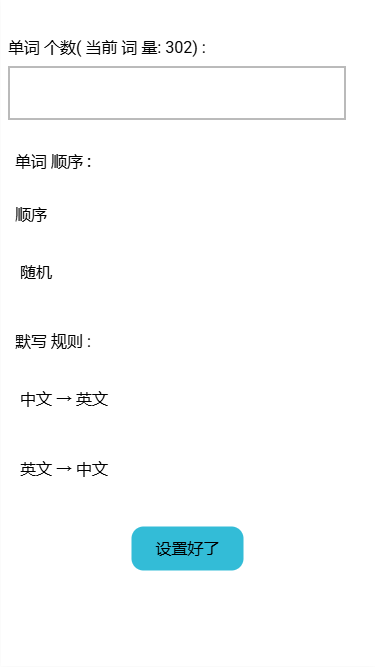 单词 个数( 当前 词 量: 302) :
单词 顺序 :
顺序
随机
默写 规则 :
中文 → 英文
英文 → 中文
设置好了